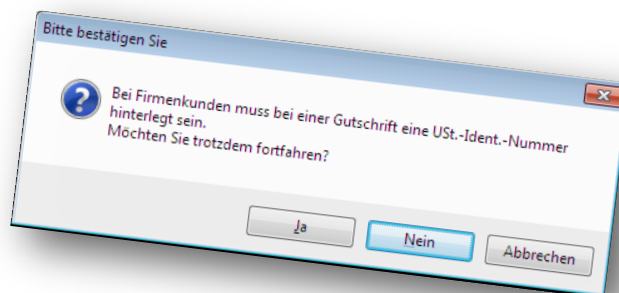 Bitte bestätigen Sie
Bei Firmenkunden muss bei einer Gutschrift eine USt.-Ident.-Nummer
hinterlegt sein.
Möchten Sie trotzdem fortfahren?
Ja
Nein
Abbrechen